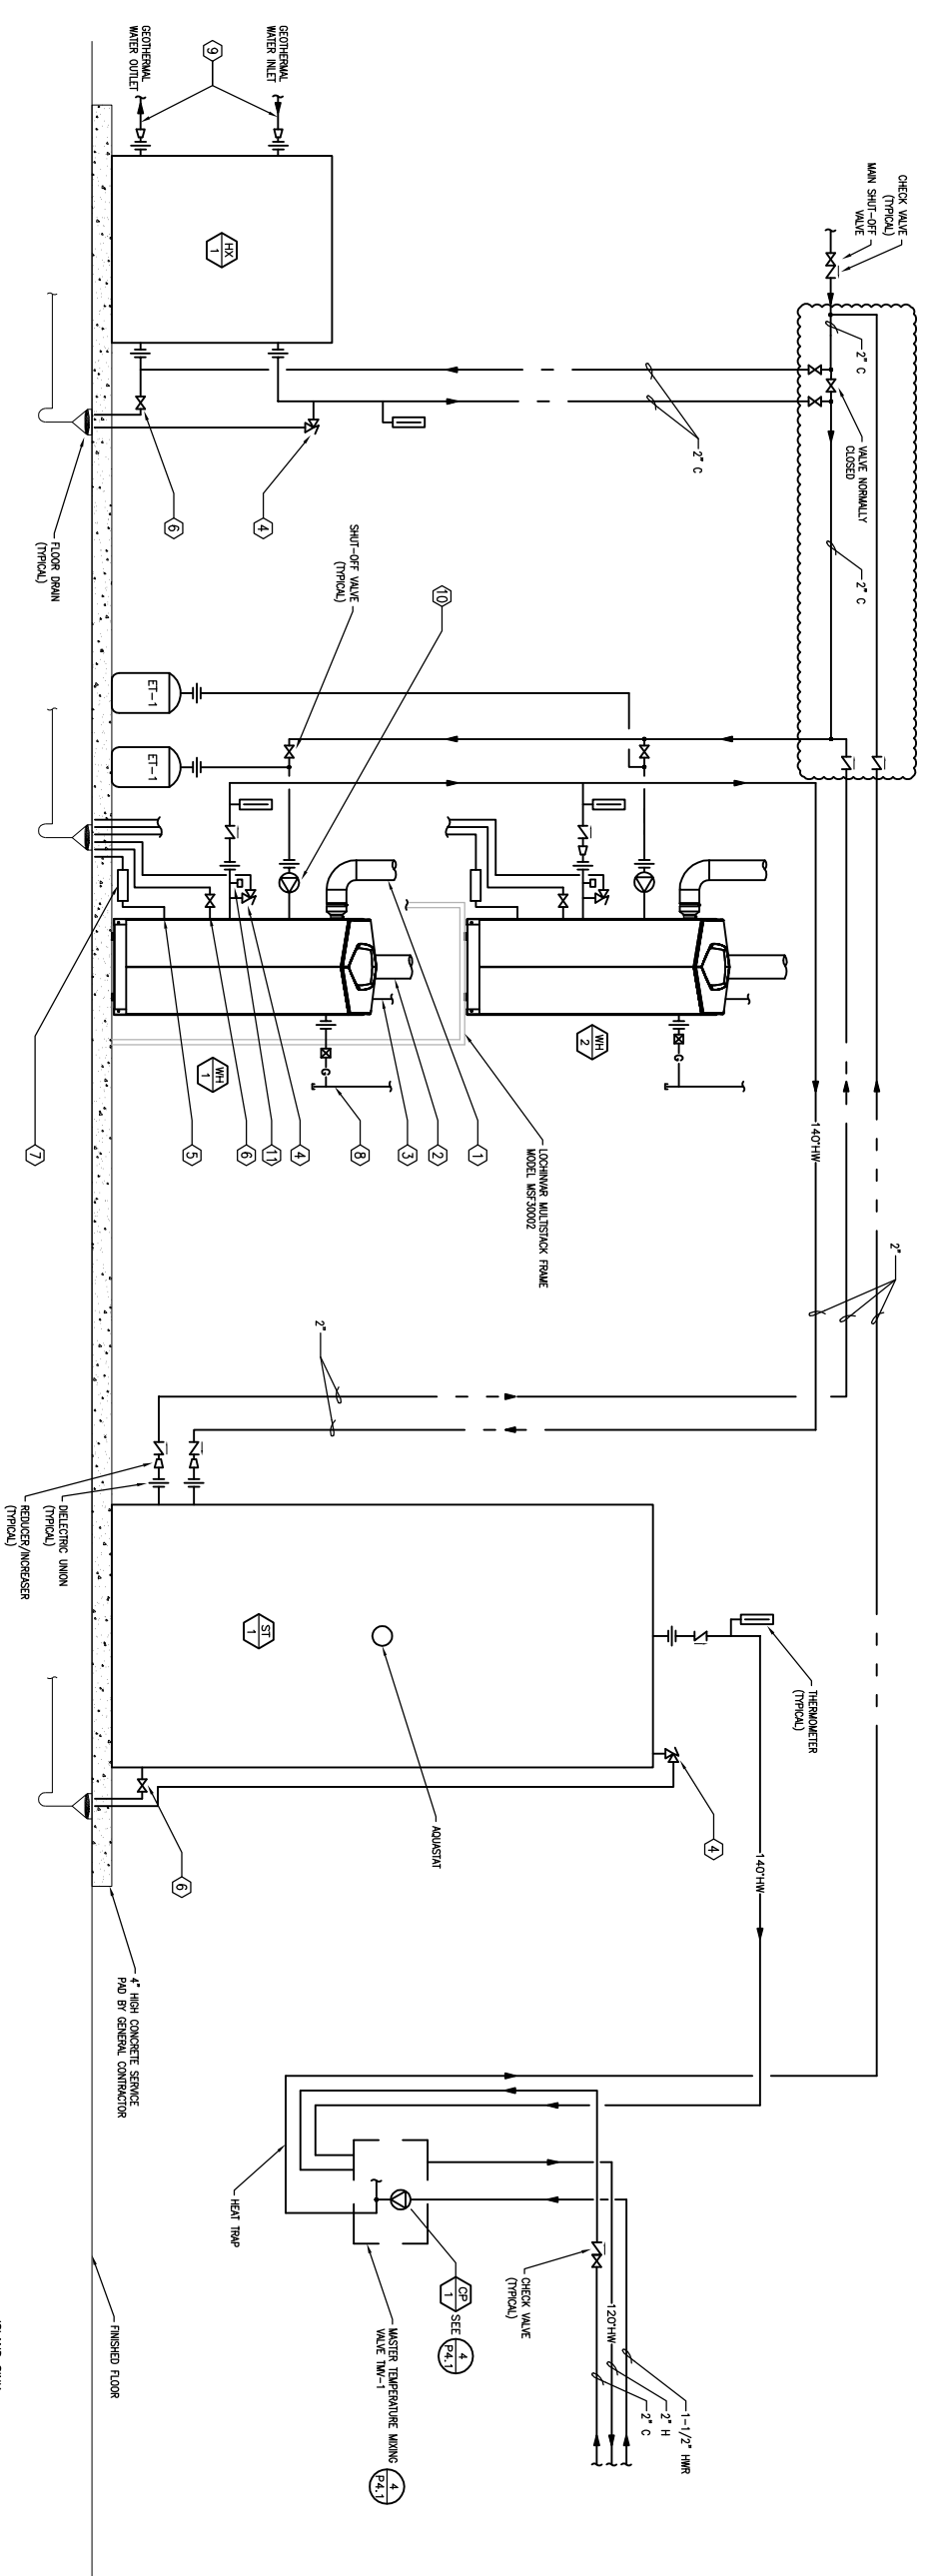 GEOTHERMAL
WATER OUTLET
GEOTHERMAL
WATER INLET
9
HX
1
CHECK VALVE
(TYPICAL)
MAIN SHUT-OFF
VALVE
2" C
VALVE NORMALLY
CLOSED
2" C
2" C
4
6
FLOOR DRAIN
(TYPICAL)
SHUT-OFF VALVE
(TYPICAL)
10
ET-1
ET-1
WH
2
WH
1
G
G
LOCHINVAR MULTISTACK FRAME
MODEL MSF30002
1
2
3
8
4
11
6
5
7
140°HW
2"
2"
DIELECTRIC UNION
(TYPICAL)
REDUCER/INCREASER
(TYPICAL)
ST
1
AQUASTAT
THERMOMETER
(TYPICAL)
4
6
140°HW
4" HIGH CONCRETE SERVICE
PAD BY GENERAL CONTRACTOR
HEAT TRAP
CHECK VALVE
(TYPICAL)
CP
1
SEE
4
P4.1
MASTER TEMPERATURE MIXING
VALVE TMV-1
4
P4.1
120°HW
1-1/2" HWR
2" H
2" C
FINISHED FLOOR